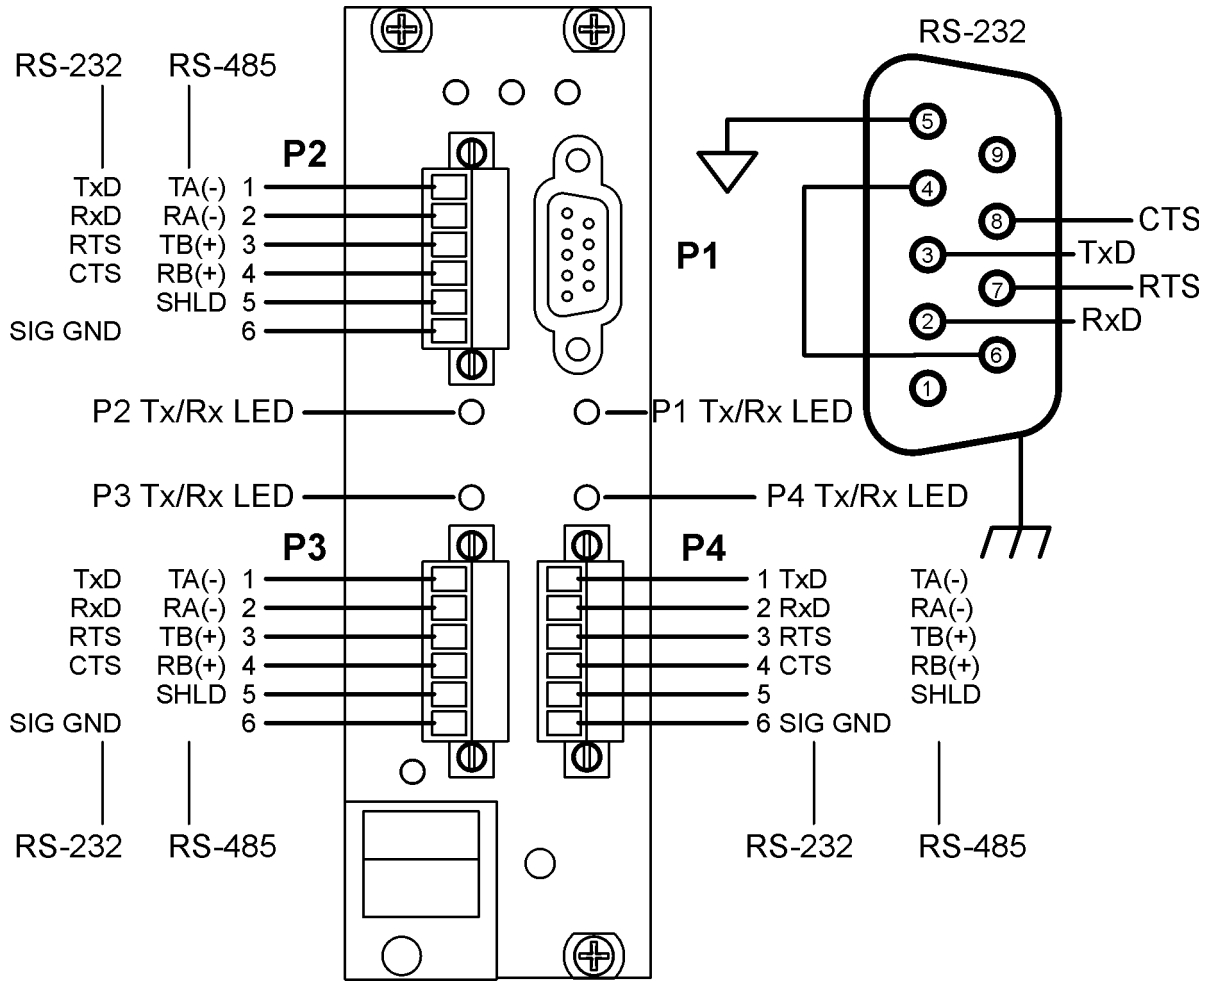 RS-232
RS-232 RS-485
P2
TxD TA(-) 1
RxD RA(-) 2
RTS TB(+) 3
CTS RB(+) 4
SHLD 5
SIG GND 6
P1
5
9
4
8 CTS
3 TxD
7 RTS
2 RxD
6
1
P2 Tx/Rx LED
P1 Tx/Rx LED
P3 Tx/Rx LED
P4 Tx/Rx LED
P3
TxD TA(-) 1
RxD RA(-) 2
RTS TB(+) 3
CTS RB(+) 4
SHLD 5
SIG GND 6
RS-232 RS-485
P4
1 TxD TA(-)
2 RxD RA(-)
3 RTS TB(+)
4 CTS RB(+)
5 SHLD
6 SIG GND
RS-232 RS-485